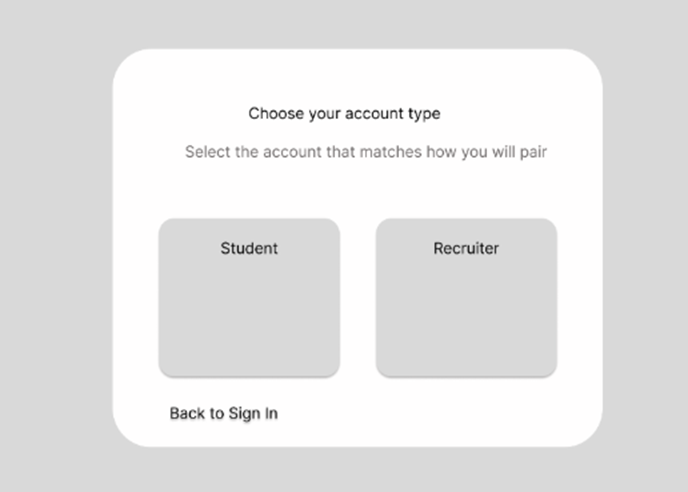 Choose your account type
Select the account that matches how you will pair
Student
Recruiter
Back to Sign In